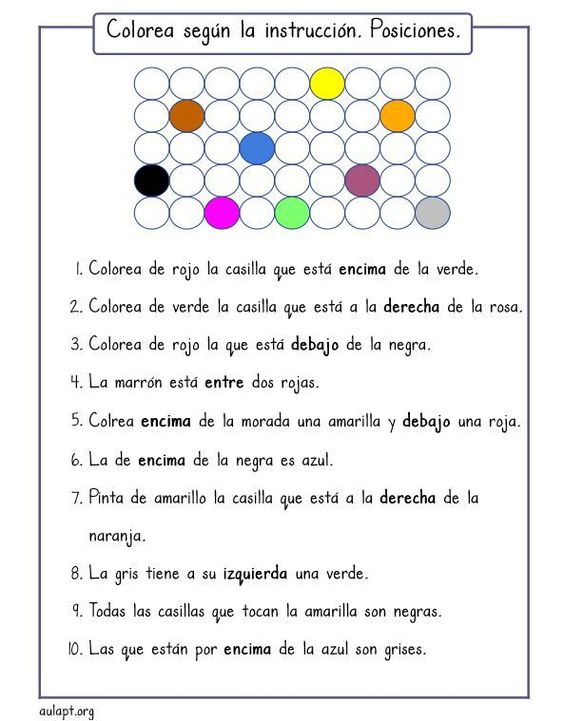 Colorea según la instrucción. Posiciones.
1. Colorea de rojo la casilla que está encima de la verde.
2. Colorea de verde la casilla que está a la derecha de la rosa.
3. Colorea de rojo la que está debajo de la negra.
4. La marrón está entre dos rojas.
5. Colrea encima de la morada una amarilla y debajo una roja.
6. La de encima de la negra es azul.
7. Pinta de amarillo la casilla que está a la derecha de la
naranja.
8. La gris tiene a su izquierda una verde.
9. Todas las casillas que tocan la amarilla son negras.
10. Las que están por encima de la azul son grises.
aulapt.org